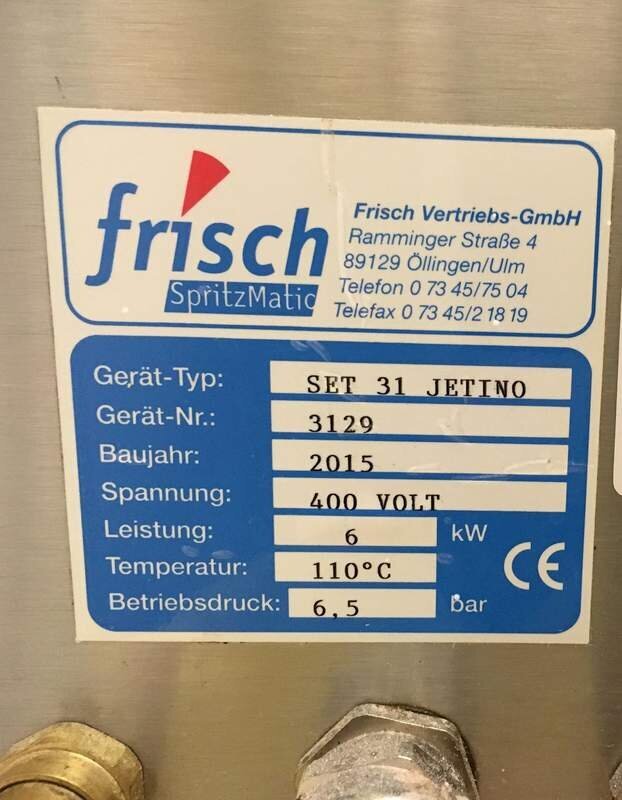 frisch
SpritzMatic
Frisch Vertriebs-GmbH
Ramminger Straße 4
89129 Öllingen/Ulm
Telefon 0 73 45/75 04
Telefax 0 73 45/2 18 19
Gerät-Typ: SET 31 JETINO
Gerät-Nr.: 3129
Baujahr: 2015
Spannung: 400 VOLT
Leistung: 6 kW
Temperatur: 110°C
Betriebsdruck: 6,5 bar
CE